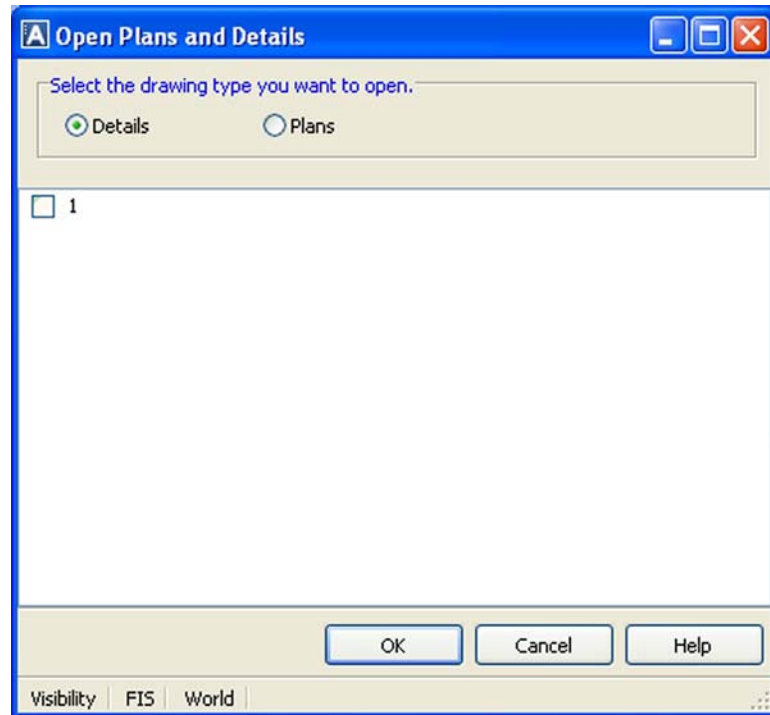 A Open Plans and Details
Select the drawing type you want to open.
Details Plans
1
OK Cancel Help
Visibility FIS World